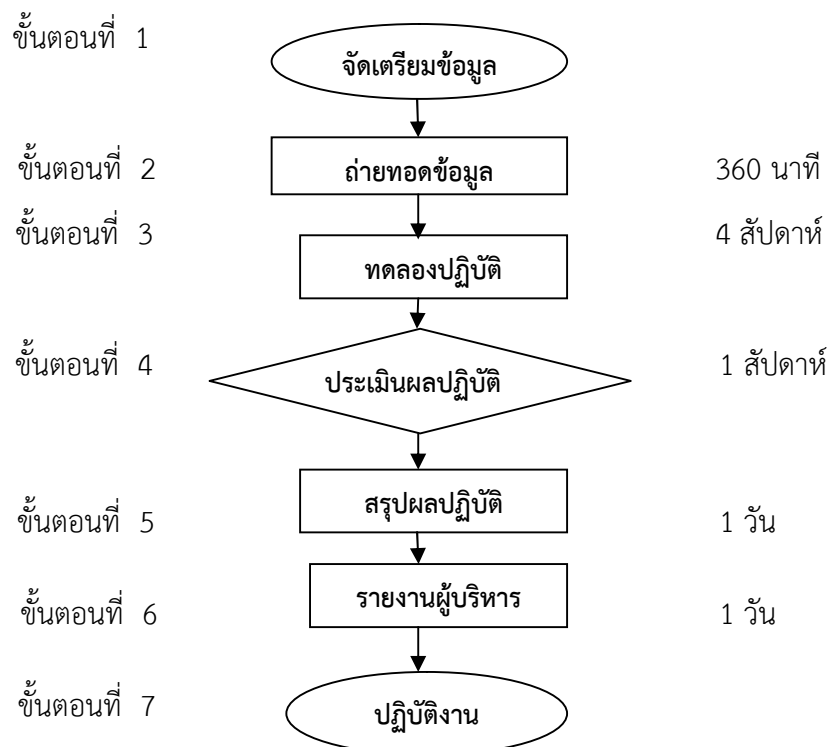 ขั้นตอนที่ 1
จัดเตรียมข้อมูล
ขั้นตอนที่ 2
ถ่ายทอดข้อมูล
360 นาที
ขั้นตอนที่ 3
ทดลองปฏิบัติ
4 สัปดาห์
ขั้นตอนที่ 4
ประเมินผลปฏิบัติ
1 สัปดาห์
ขั้นตอนที่ 5
สรุปผลปฏิบัติ
1 วัน
ขั้นตอนที่ 6
รายงานผู้บริหาร
1 วัน
ขั้นตอนที่ 7
ปฏิบัติงาน